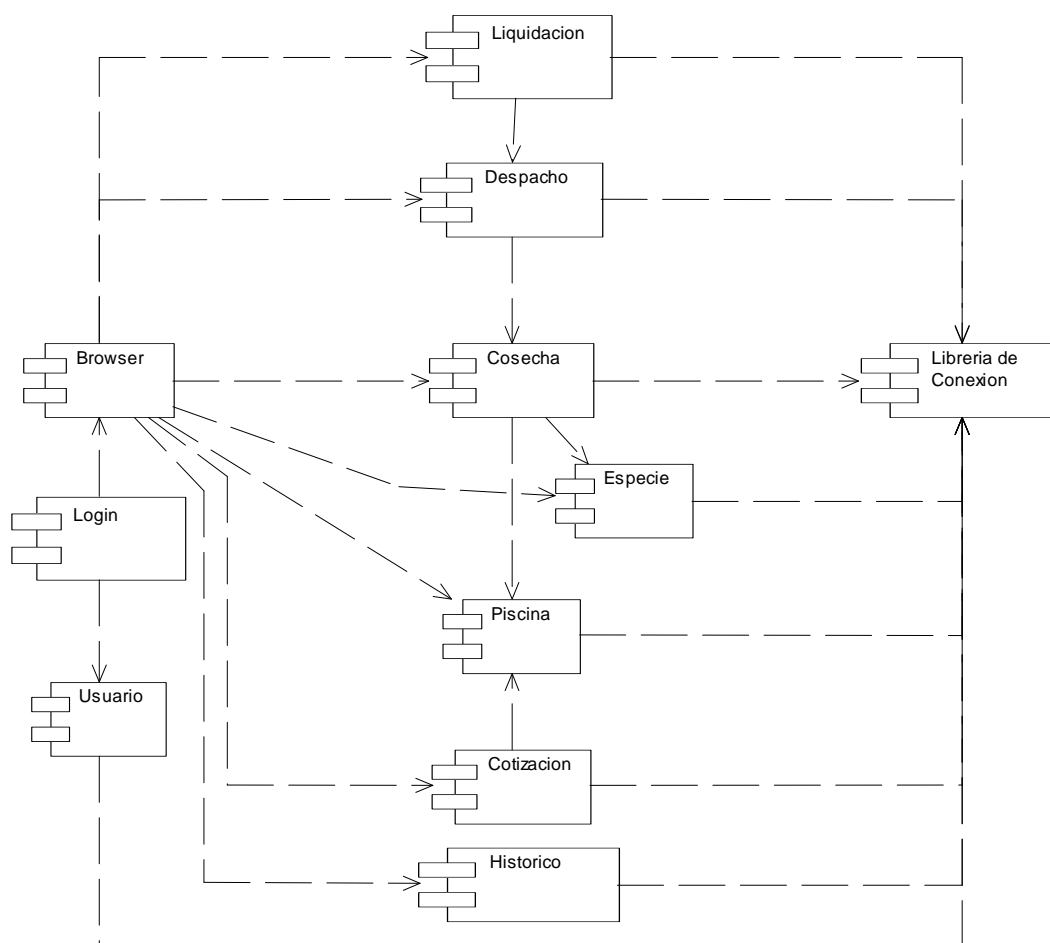 Liquidacion
Despacho
Browser
Cosecha
Libreria de
Conexion
Especie
Login
Piscina
Usuario
Cotizacion
Historico